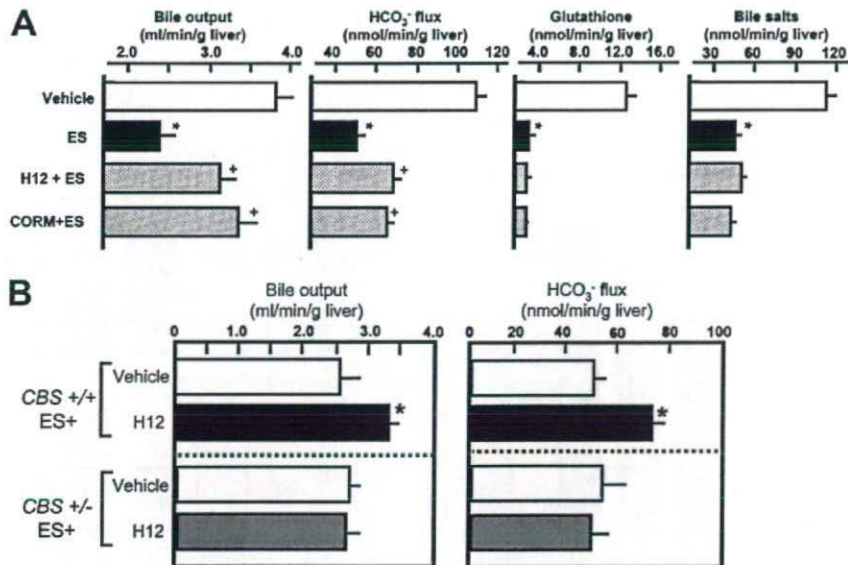 A
Bile output HCO3- flux Glutathione Bile salts
(ml/min/g liver) (nmol/min/g liver) (nmol/min/g liver) (nmol/min/g liver)
2.0 3.0 4.0 40 60 80 100 120 4.0 8.0 12.0 16.0 30 60 90 120
Vehicle
ES * * * *
H12 + ES + +
CORM+ES + +
B
Bile output HCO3- flux
(ml/min/g liver) (nmol/min/g liver)
0 1.0 2.0 3.0 4.0 0 20 40 60 80 100
Vehicle
CBS +/+
ES+
H12 * *
Vehicle
CBS +/-
ES+
H12